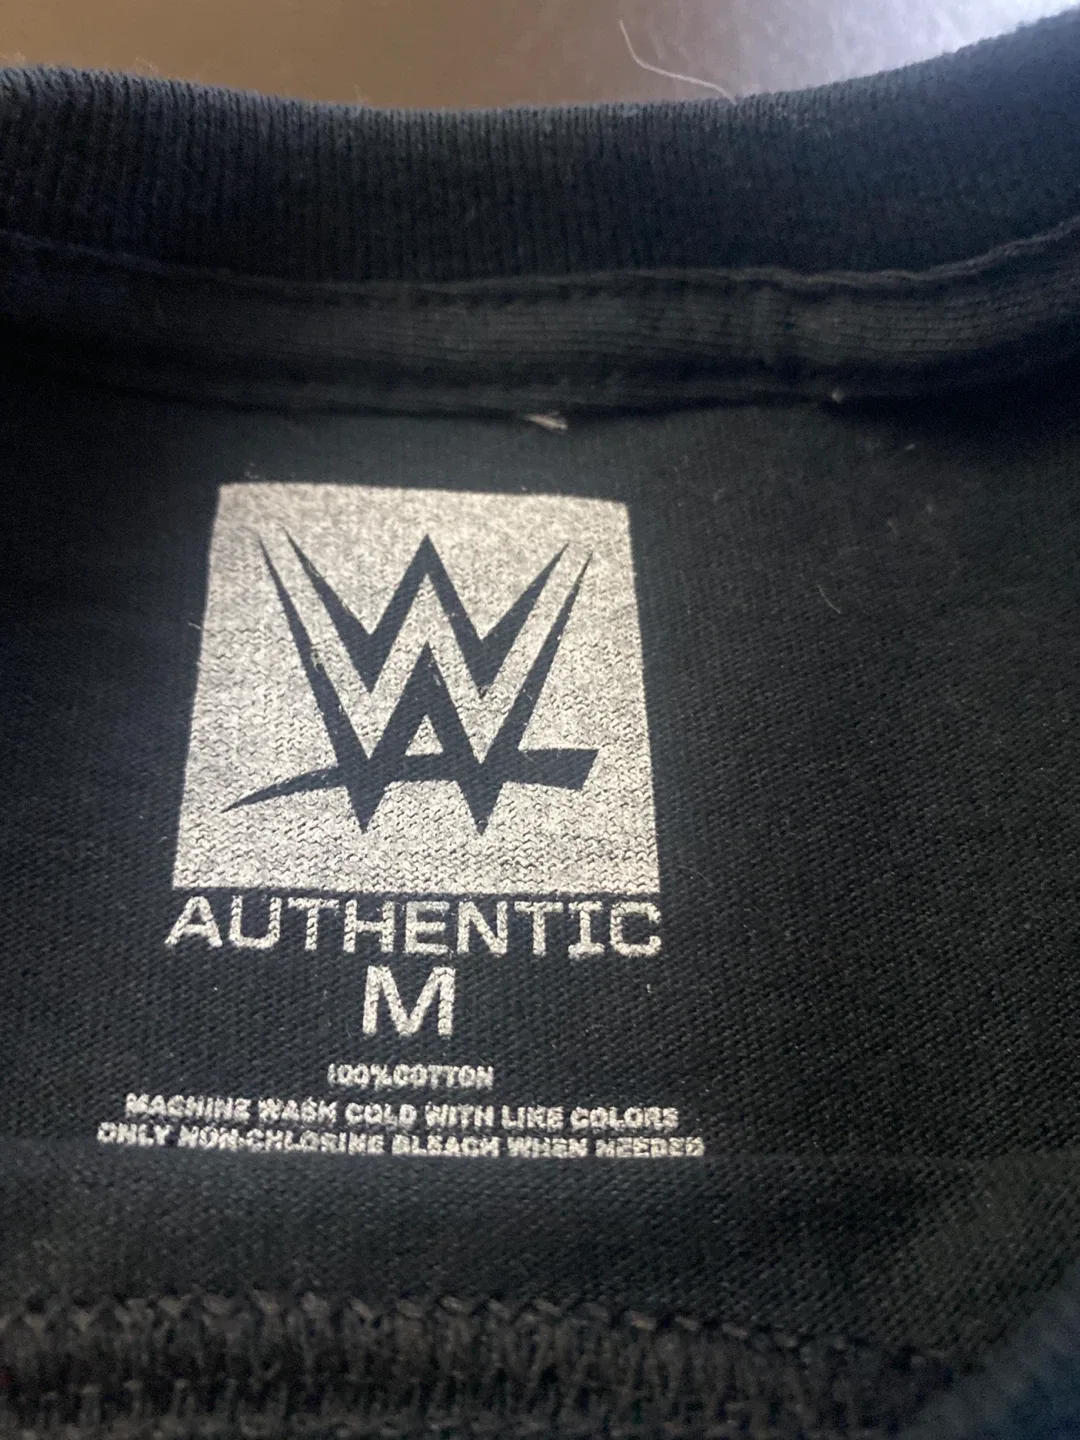 W
AUTHENTIC
M
100% COTTON
MACHINE WASH COLD WITH LIKE COLORS
ONLY NON-CHLORINE BLEACH WHEN NEEDED